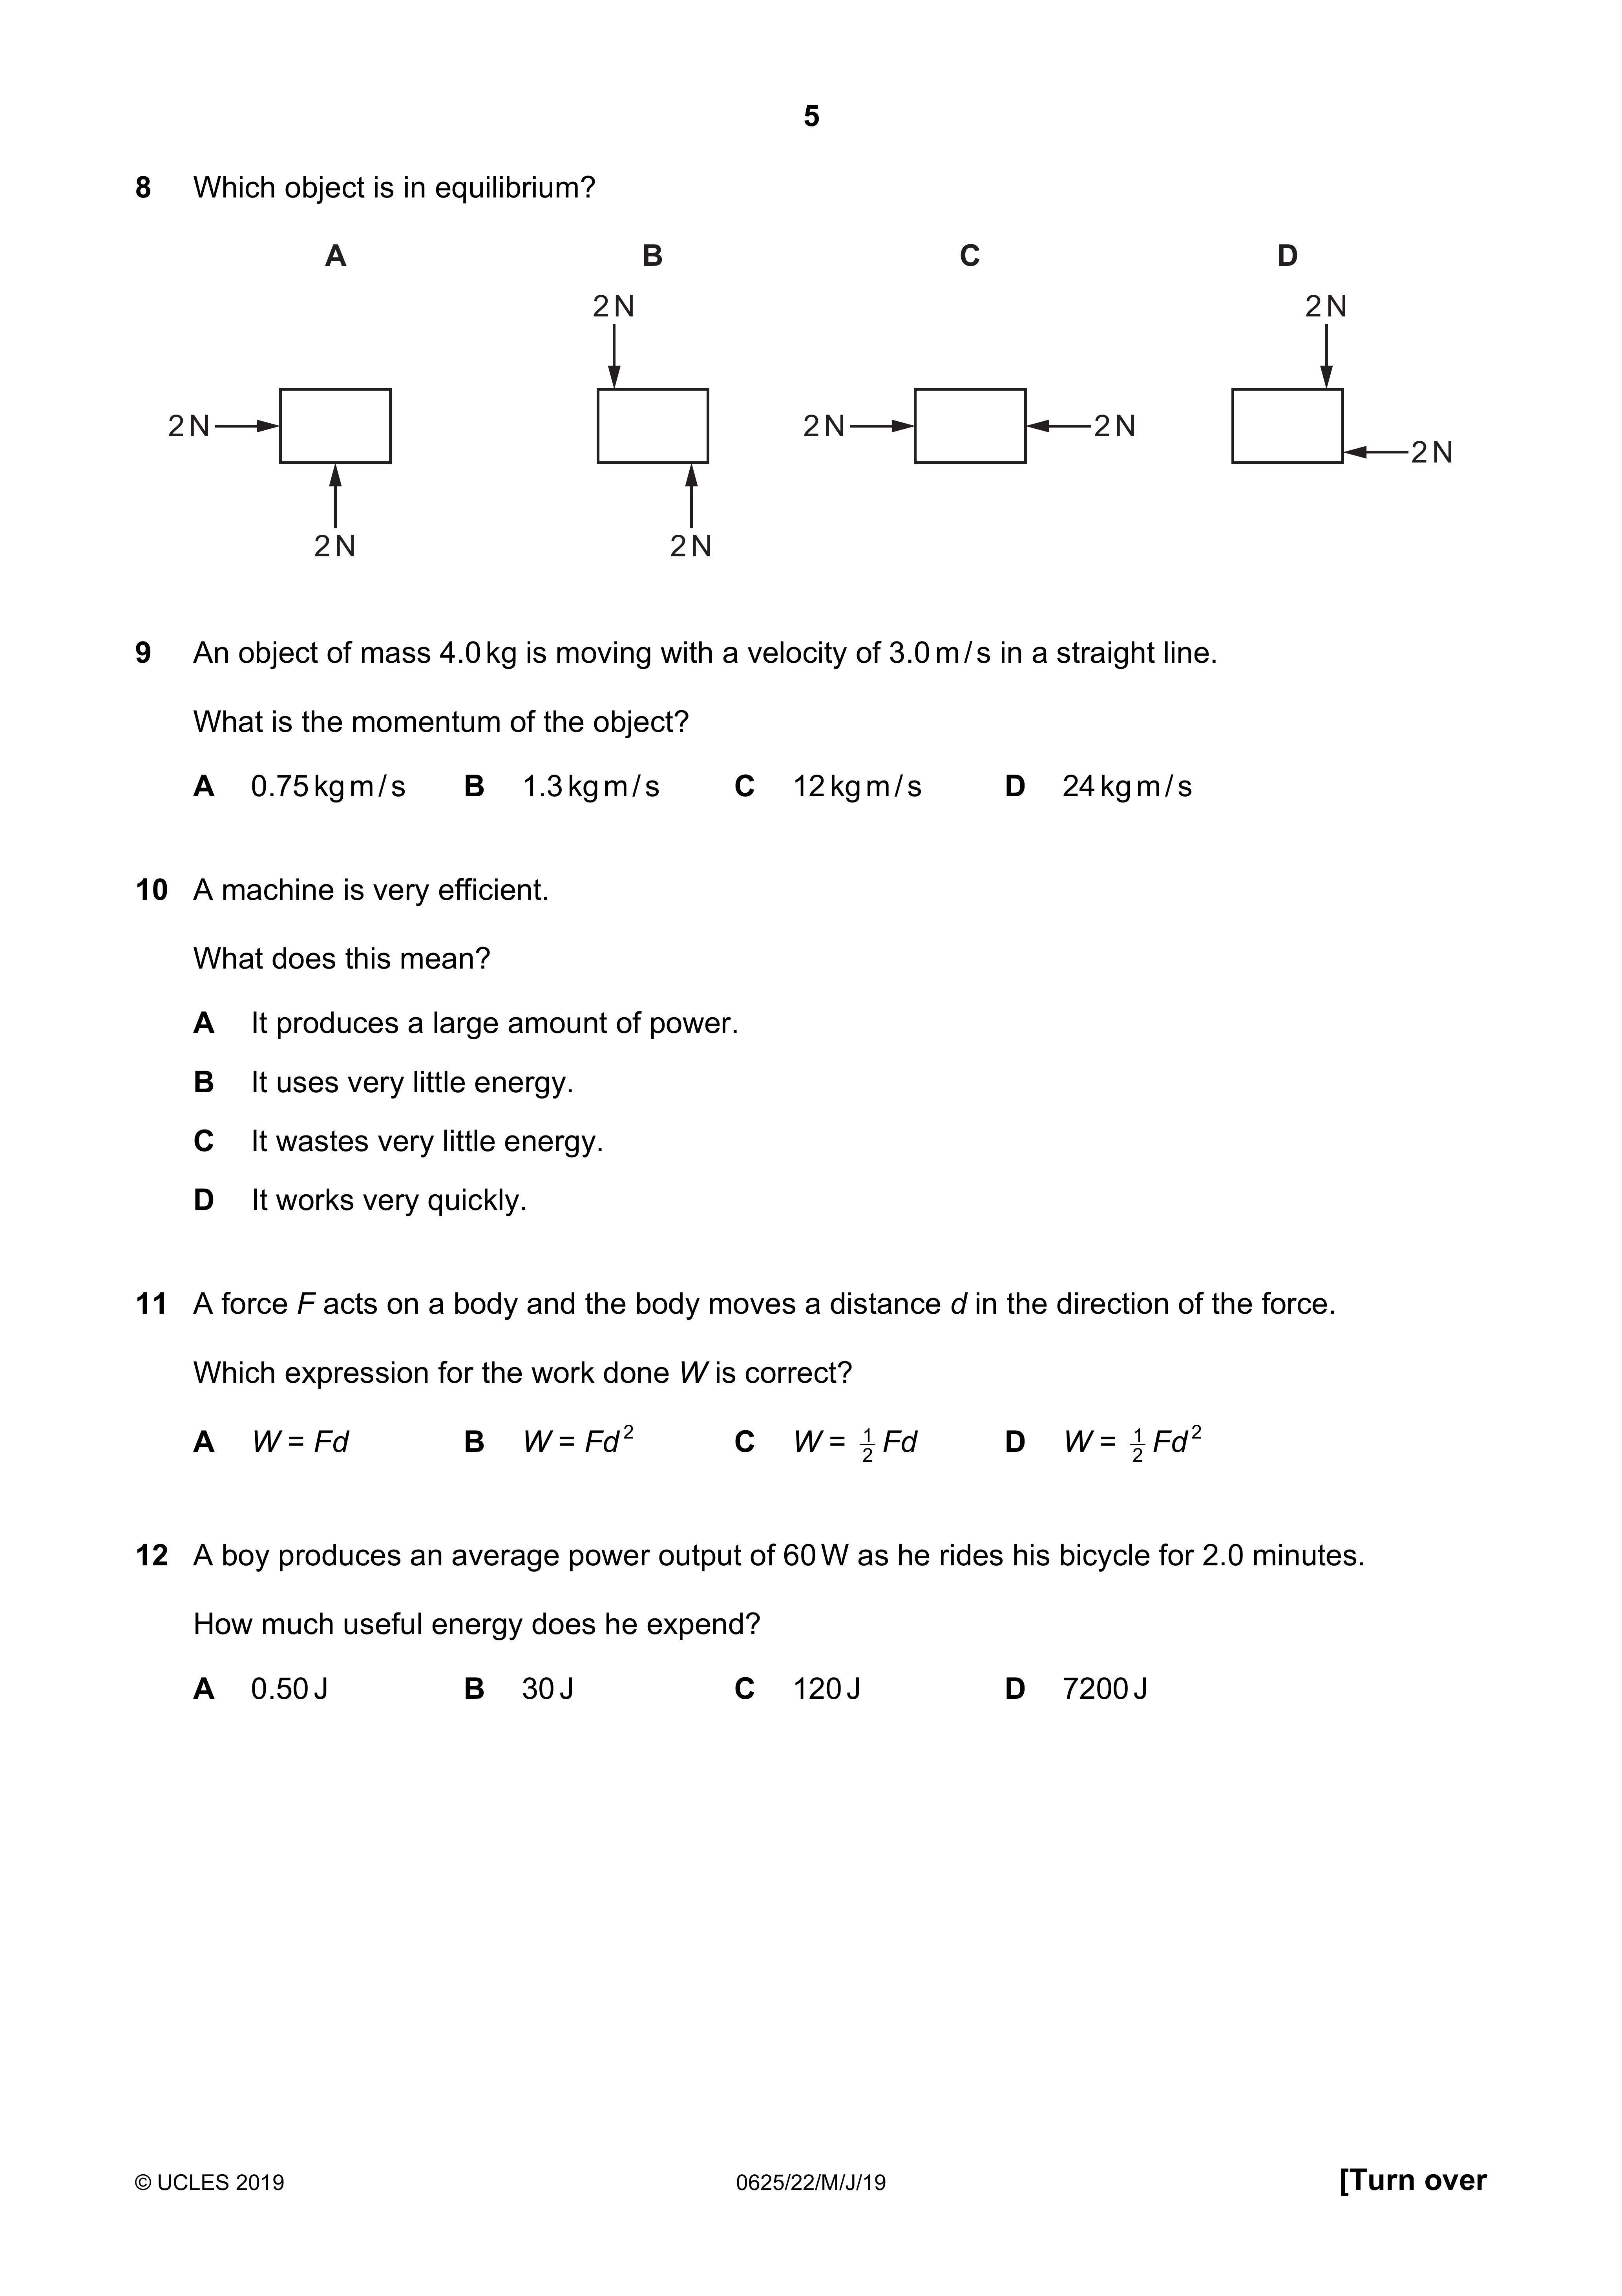 5
8 Which object is in equilibrium?
A B C D
2 N 2 N
2 N 2 N 2 N 2 N
2 N 2 N
9 An object of mass 4.0 kg is moving with a velocity of 3.0 m / s in a straight line.
What is the momentum of the object?
A 0.75 kg m / s B 1.3 kg m / s C 12 kg m / s D 24 kg m / s
10 A machine is very efficient.
What does this mean?
A It produces a large amount of power.
B It uses very little energy.
C It wastes very little energy.
D It works very quickly.
11 A force F acts on a body and the body moves a distance d in the direction of the force.
Which expression for the work done W is correct?
A W = Fd B W = Fd² C W = ½ Fd D W = ½ Fd²
12 A boy produces an average power output of 60 W as he rides his bicycle for 2.0 minutes.
How much useful energy does he expend?
A 0.50 J B 30 J C 120 J D 7200 J
© UCLES 2019 0625/22/M/J/19 [Turn over